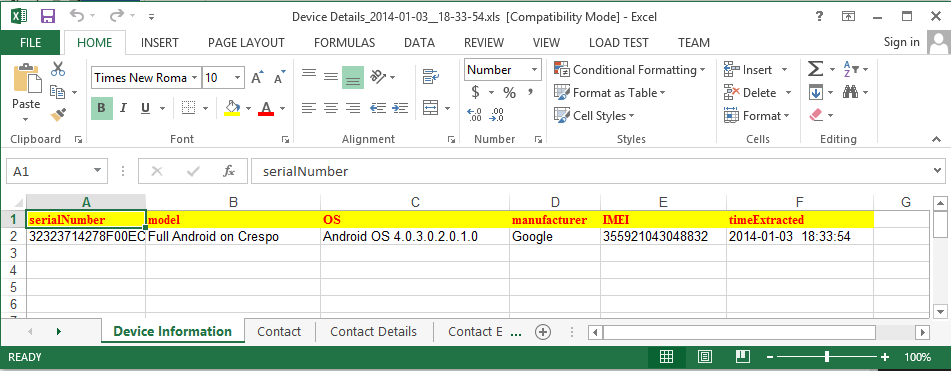 Device Details_2014-01-03__18-33-54.xls [Compatibility Mode] - Excel
FILE HOME INSERT PAGE LAYOUT FORMULAS DATA REVIEW VIEW LOAD TEST TEAM Sign in
Times New Roma 10 Number Conditional Formatting Insert
Paste Format as Table Delete
B I U $ % , Cell Styles Format
Clipboard Font Alignment Number Styles Cells Editing
A1 fx serialNumber
A B C D E F G
1 serialNumber model OS manufacturer IMEI timeExtracted
2 32323714278F00EC Full Android on Crespo Android OS 4.0.3.0.2.0.1.0 Google 355921043048832 2014-01-03 18:33:54
3
4
5
6
Device Information Contact Contact Details Contact E ...
READY 100%